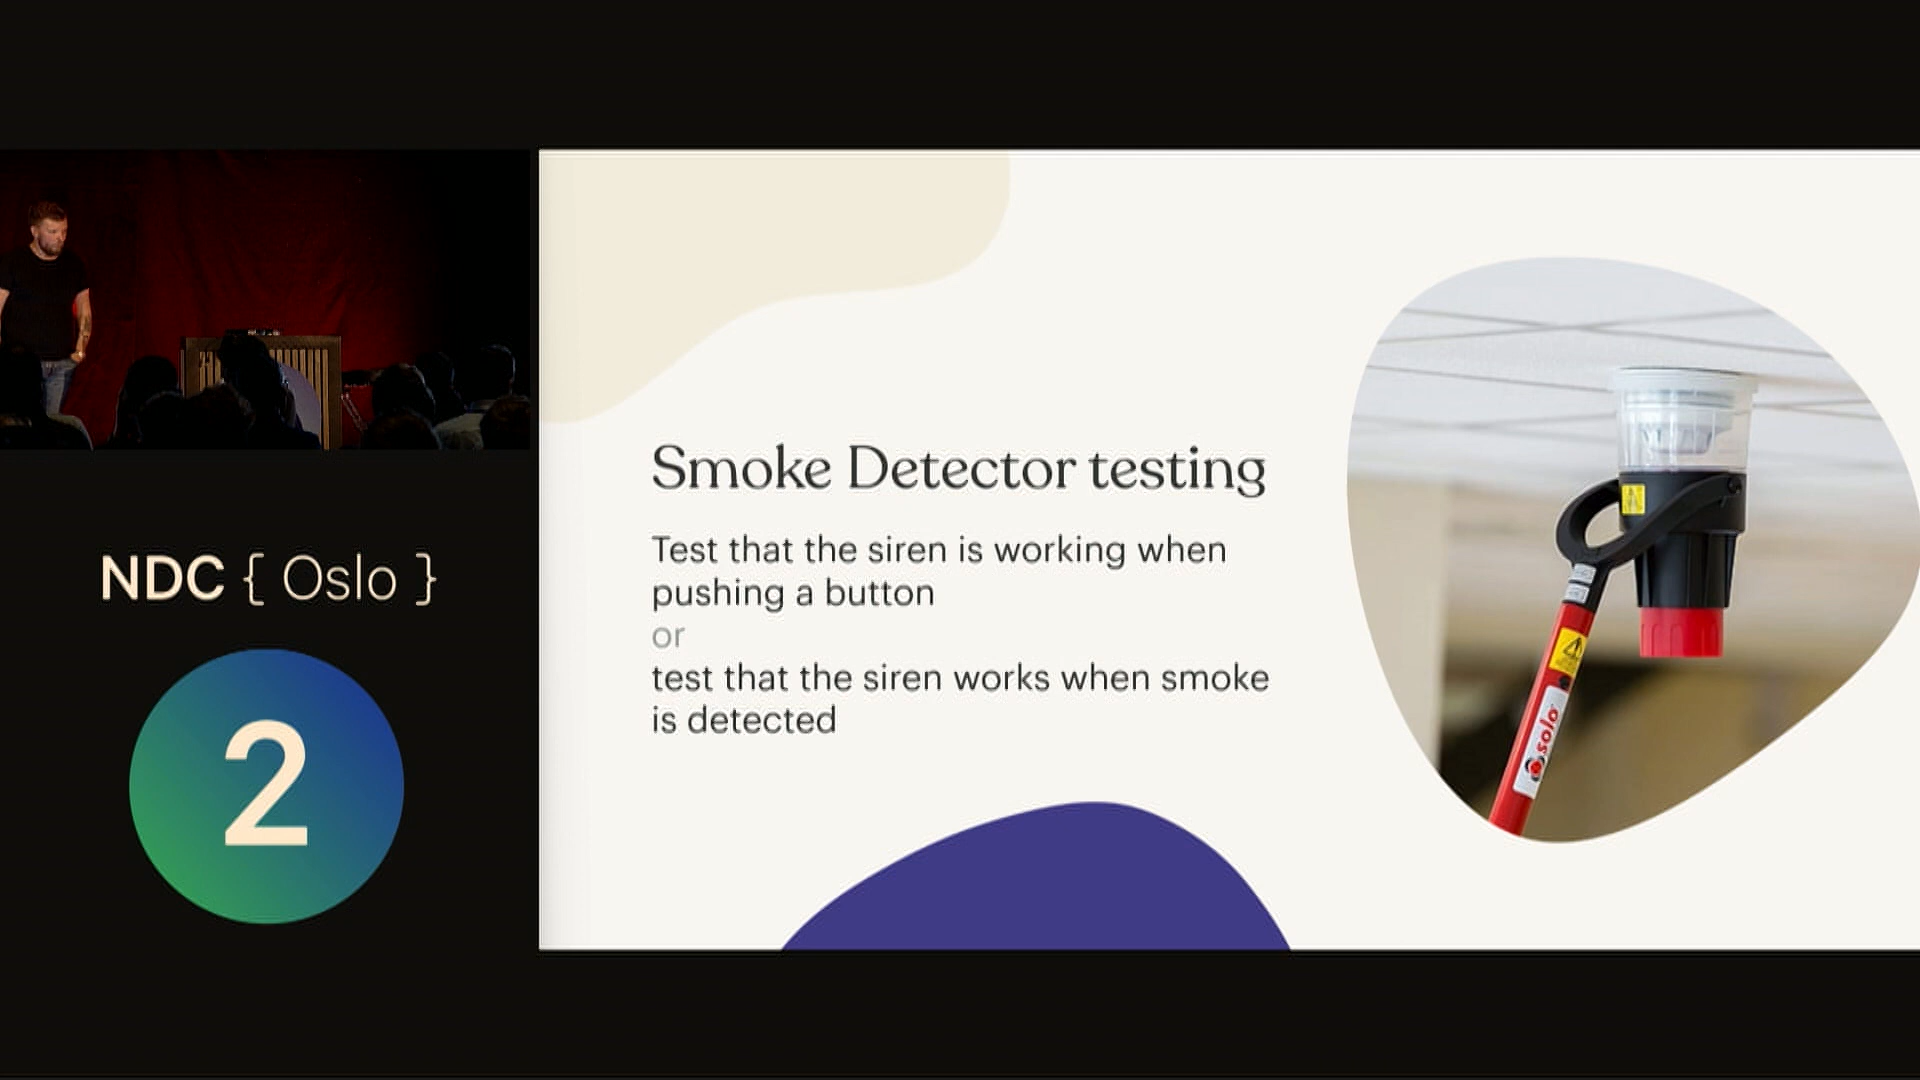 NDC { Oslo }
2
Smoke Detector testing
Test that the siren is working when
pushing a button
or
test that the siren works when smoke
is detected
solo